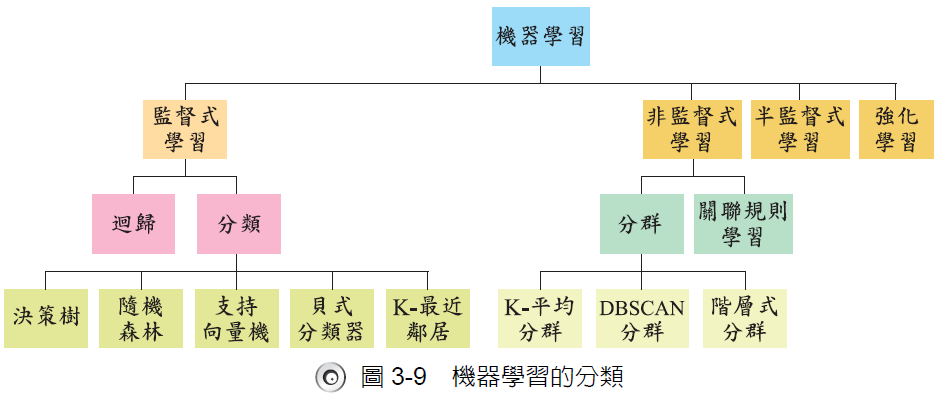 機器學習
監督式
學習
非監督式
學習
半監督式
學習
強化
學習
迴歸
分類
分群
關聯規則
學習
決策樹
隨機
森林
支持
向量機
貝式
分類器
K-最近
鄰居
K-平均
分群
DBSCAN
分群
階層式
分群
圖 3-9 機器學習的分類